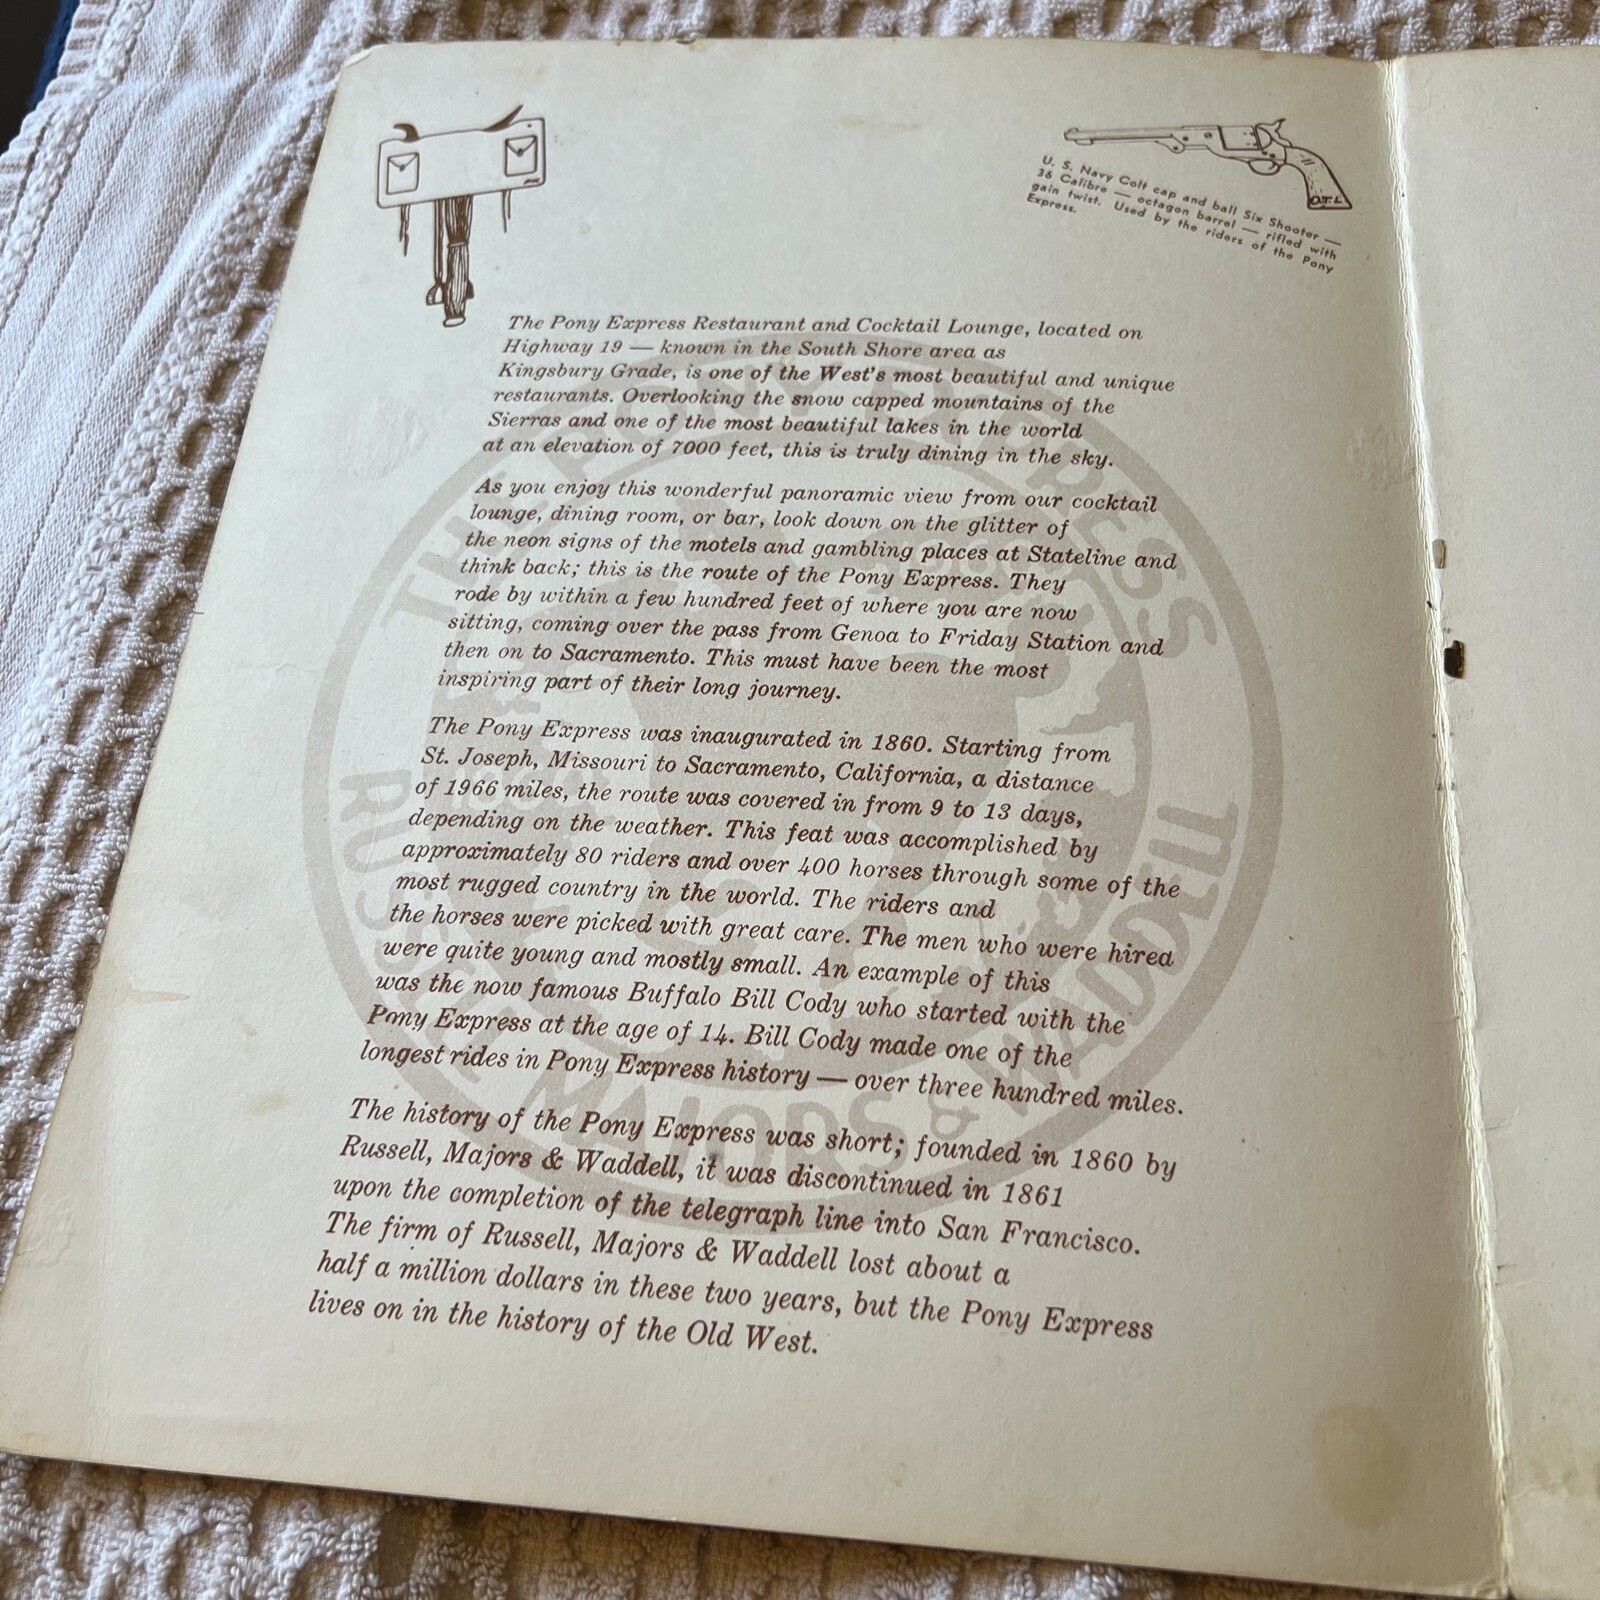 U. S. Navy Colt cap and ball Six Shooter —
36 Calibre — octagon barrel — rifled with
gain twist. Used by the riders of the Pony
Express.
The Pony Express Restaurant and Cocktail Lounge, located on
Highway 19 — known in the South Shore area as
Kingsbury Grade, is one of the West's most beautiful and unique
restaurants. Overlooking the snow capped mountains of the
Sierras and one of the most beautiful lakes in the world
at an elevation of 7000 feet, this is truly dining in the sky.
As you enjoy this wonderful panoramic view from our cocktail
lounge, dining room, or bar, look down on the glitter of
the neon signs of the motels and gambling places at Stateline and
think back; this is the route of the Pony Express. They
rode by within a few hundred feet of where you are now
sitting, coming over the pass from Genoa to Friday Station and
then on to Sacramento. This must have been the most
inspiring part of their long journey.
The Pony Express was inaugurated in 1860. Starting from
St. Joseph, Missouri to Sacramento, California, a distance
of 1966 miles, the route was covered in from 9 to 13 days,
depending on the weather. This feat was accomplished by
approximately 80 riders and over 400 horses through some of the
most rugged country in the world. The riders and
the horses were picked with great care. The men who were hired
were quite young and mostly small. An example of this
was the now famous Buffalo Bill Cody who started with the
Pony Express at the age of 14. Bill Cody made one of the
longest rides in Pony Express history — over three hundred miles.
The history of the Pony Express was short; founded in 1860 by
Russell, Majors & Waddell, it was discontinued in 1861
upon the completion of the telegraph line into San Francisco.
The firm of Russell, Majors & Waddell lost about a
half a million dollars in these two years, but the Pony Express
lives on in the history of the Old West.